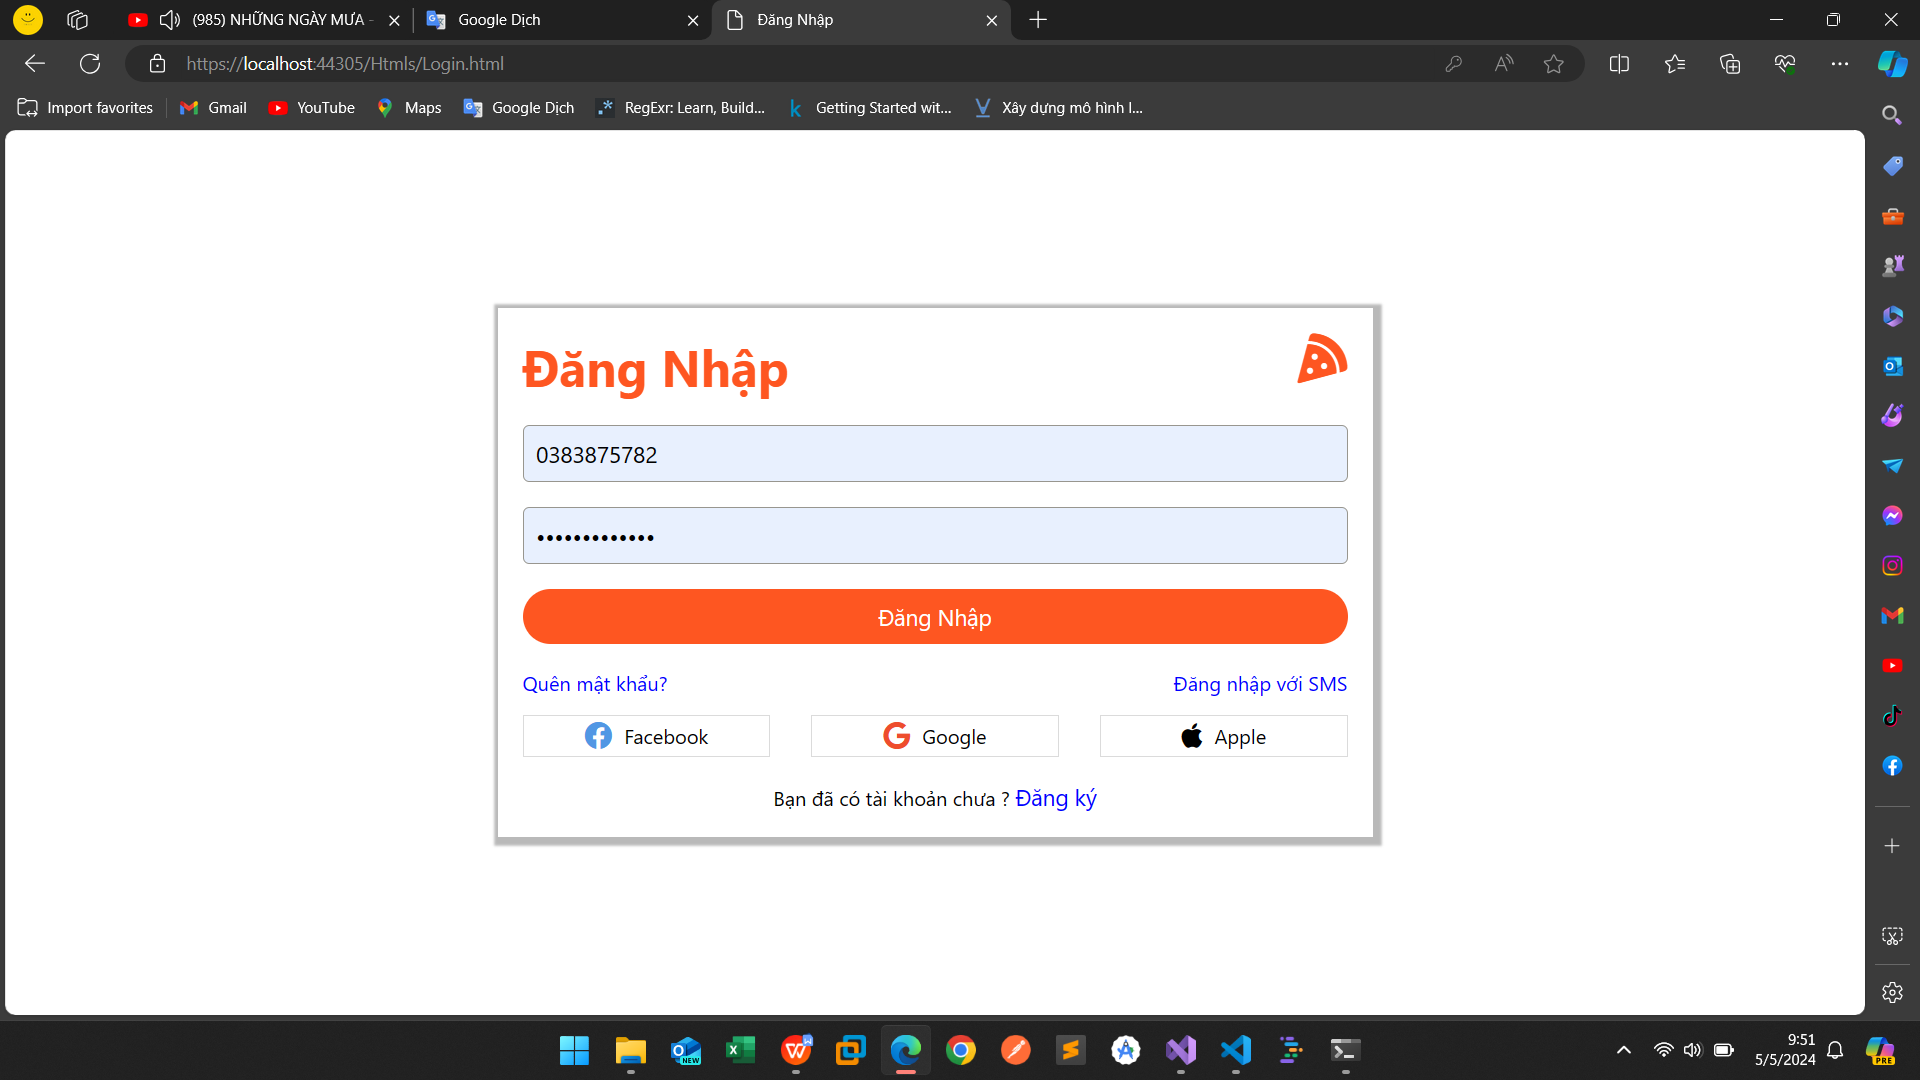 (985) NHỮNG NGÀY MƯA -
Google Dịch
Đăng Nhập
https://localhost:44305/Htmls/Login.html
Import favorites
Gmail
YouTube
Maps
Google Dịch
RegExr: Learn, Build...
Getting Started wit...
Xây dựng mô hình l...
Đăng Nhập
0383875782
•••••••••••••
Đăng Nhập
Quên mật khẩu?
Đăng nhập với SMS
Facebook
Google
Apple
Bạn đã có tài khoản chưa ? Đăng ký
NEW
9:51
5/5/2024
PRE